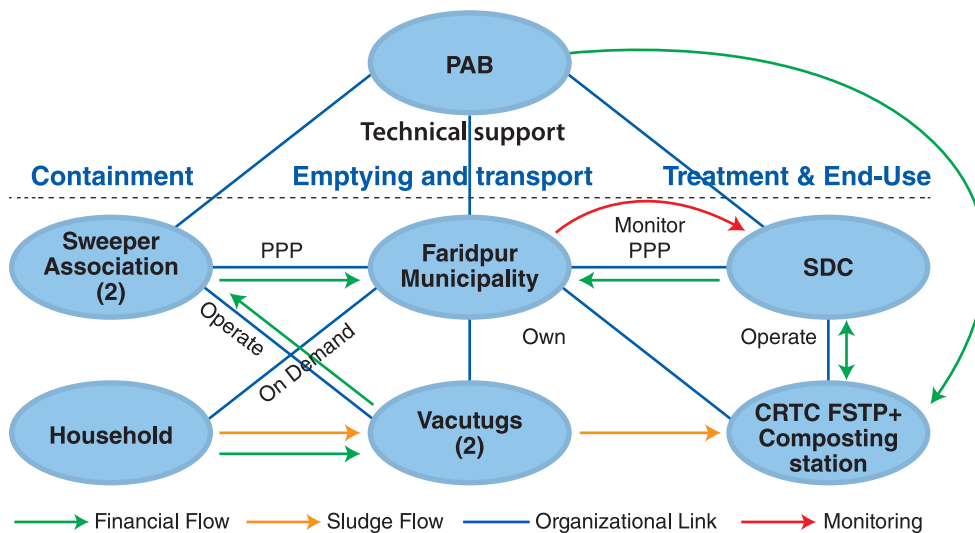 PAB
Technical support
Containment
Emptying and transport
Treatment & End-Use
Sweeper
Association
(2)
PPP
Faridpur
Municipality
Monitor
PPP
SDC
Operate
On Demand
Own
Operate
Household
Vacutugs
(2)
CRTC FSTP+
Composting
station
Financial Flow
Sludge Flow
Organizational Link
Monitoring